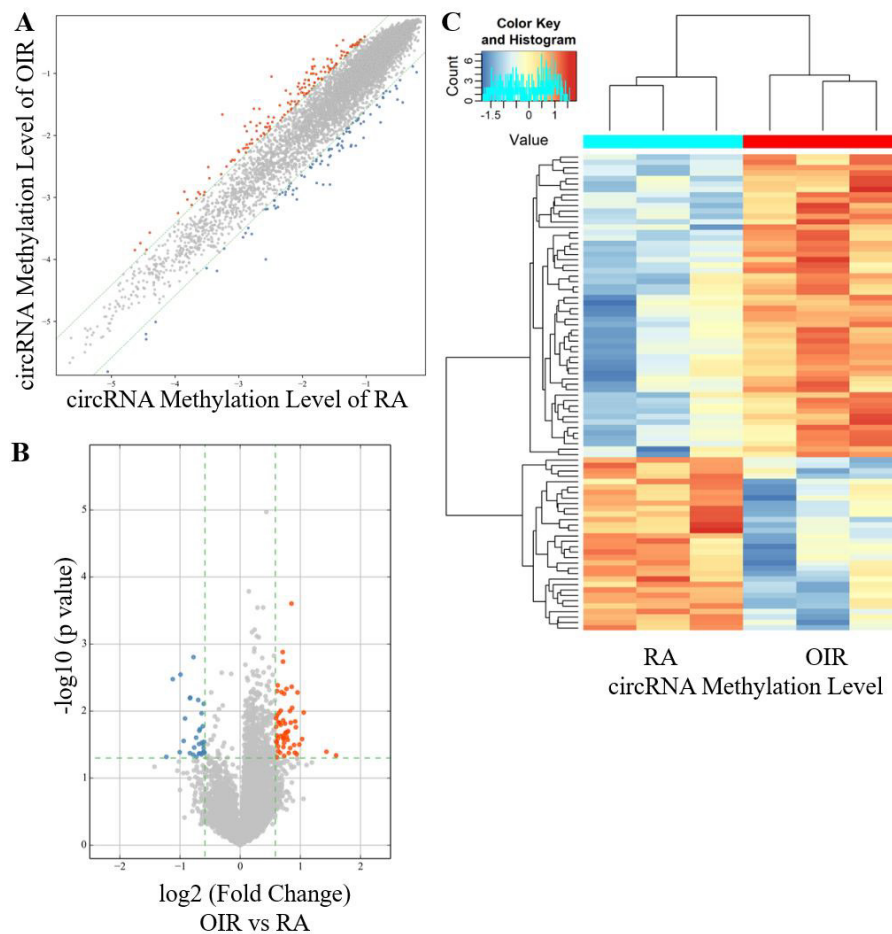 A
circRNA Methylation Level of OIR
−1
−2
−3
−4
−5
−5
−4
−3
−2
−1
circRNA Methylation Level of RA
B
-log10 (p value)
5
4
3
2
1
0
−2
−1
0
1
2
log2 (Fold Change)
OIR vs RA
C
Color Key
and Histogram
Count
6
3
0
-1.5
0
1
Value
RA
OIR
circRNA Methylation Level